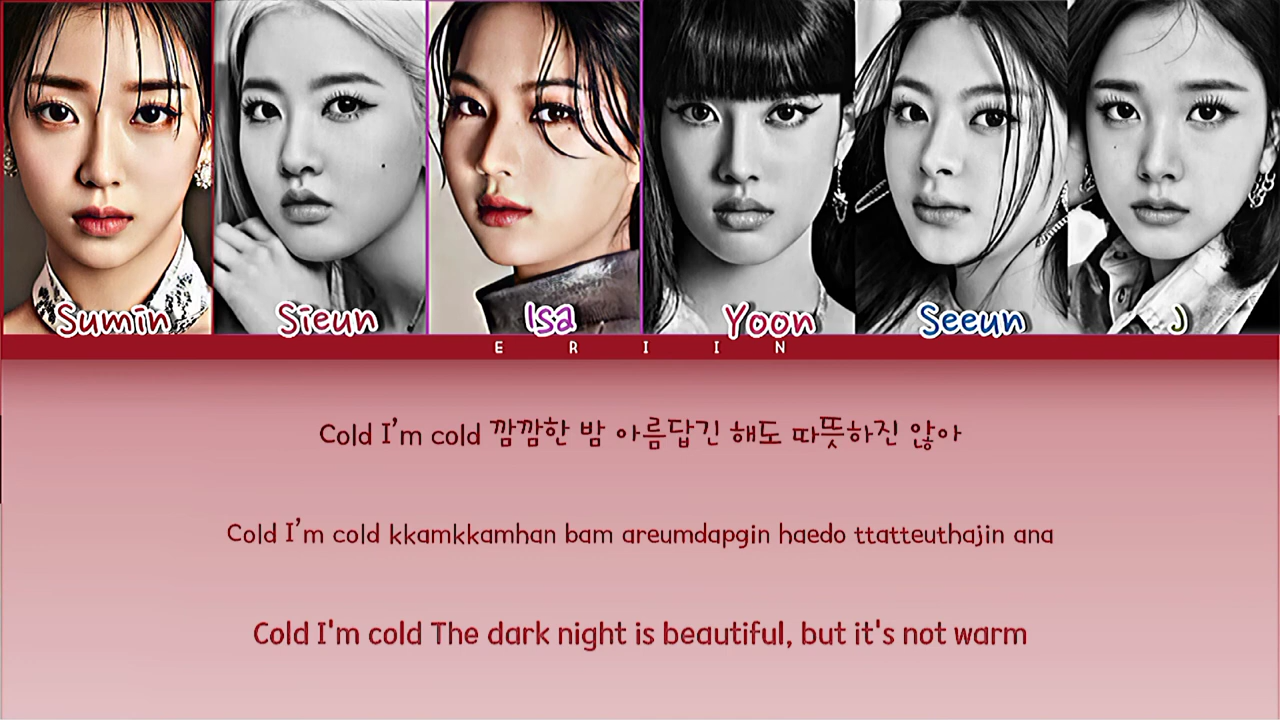 Sumin Sieun Isa Yoon Seeun J
E R I I N
Cold I’m cold 깜깜한 밤 아름답긴 해도 따뜻하진 않아
Cold I’m cold kkamkkamhan bam areumdapgin haedo ttatteuthajin ana
Cold I'm cold The dark night is beautiful, but it's not warm